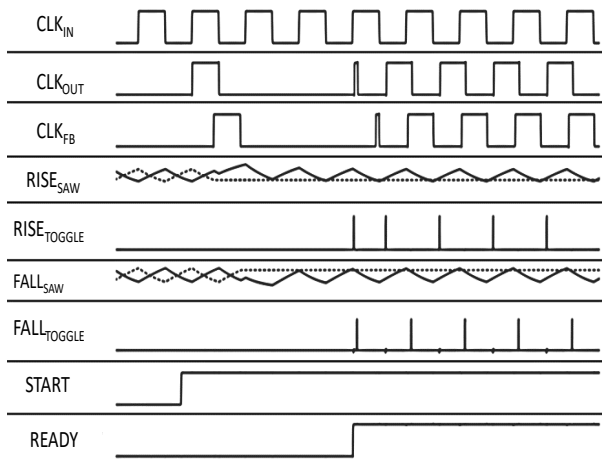 CLK_IN
CLK_OUT
CLK_FB
RISE_SAW
RISE_TOGGLE
FALL_SAW
FALL_TOGGLE
START
READY